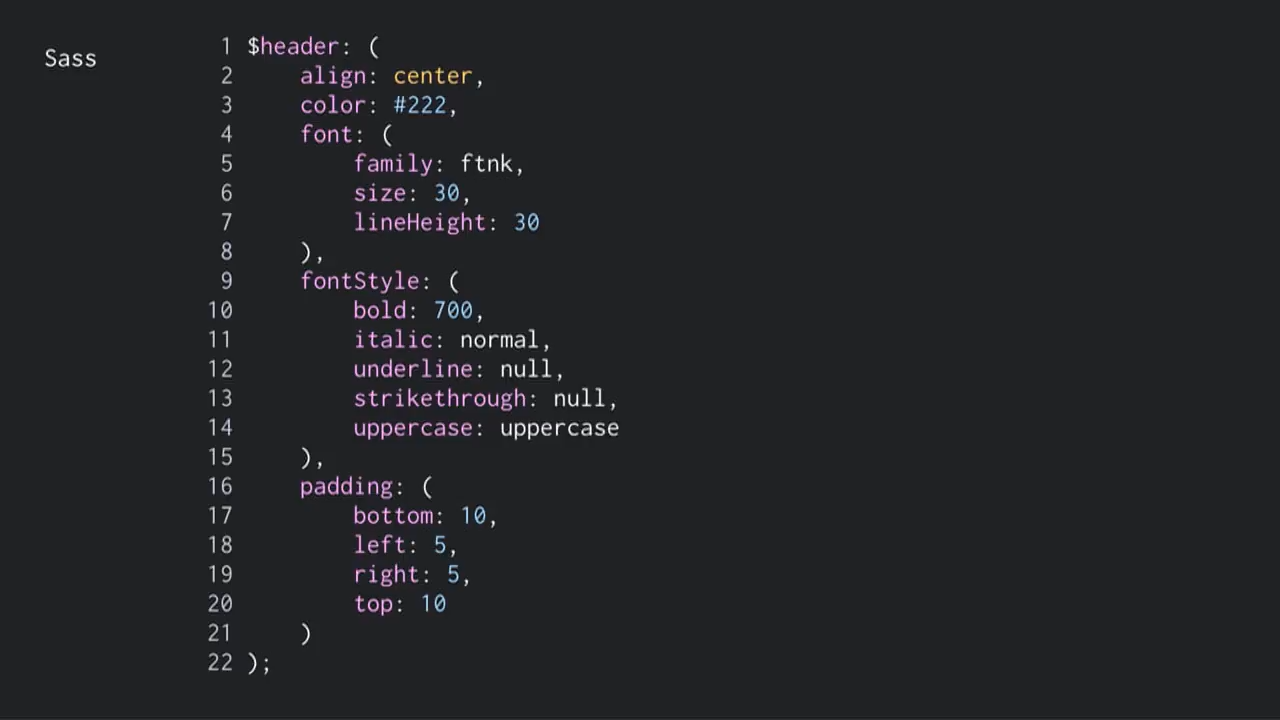 Sass
1 $header: (
2     align: center,
3     color: #222,
4     font: (
5         family: ftnk,
6         size: 30,
7         lineHeight: 30
8     ),
9     fontStyle: (
10         bold: 700,
11         italic: normal,
12         underline: null,
13         strikethrough: null,
14         uppercase: uppercase
15     ),
16     padding: (
17         bottom: 10,
18         left: 5,
19         right: 5,
20         top: 10
21     )
22 );